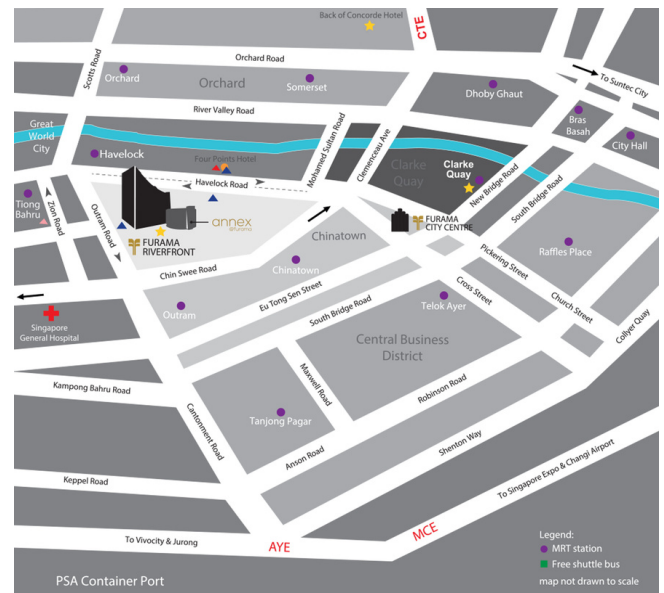 Back of Concorde Hotel
CTE
Scotts Road
Orchard Road
To Suntec City
Orchard
Orchard
Somerset
Dhoby Ghaut
River Valley Road
Bras
Basah
Great
World
City
Mohamed Sultan Road
Clemenceau Ave
City Hall
Havelock
Four Points Hotel
Clarke
Quay
Clarke
Quay
Havelock Road
New Bridge Road
South Bridge Road
Tiong
Bahru
Zion Road
Outram Road
annex
@furama
FURAMA
RIVERFRONT
FURAMA
CITY CENTRE
Chinatown
Pickering Street
Raffles Place
Chin Swee Road
Chinatown
Cross Street
Church Street
Eu Tong Sen Street
Telok Ayer
Collyer Quay
Outram
South Bridge Road
Singapore
General Hospital
Central Business
District
Maxwell Road
Robinson Road
Kampong Bahru Road
Cantonment Road
Tanjong Pagar
Anson Road
Shenton Way
Keppel Road
To Singapore Expo & Changi Airport
MCE
To Vivocity & Jurong
AYE
Legend:
MRT station
Free shuttle bus
map not drawn to scale
PSA Container Port